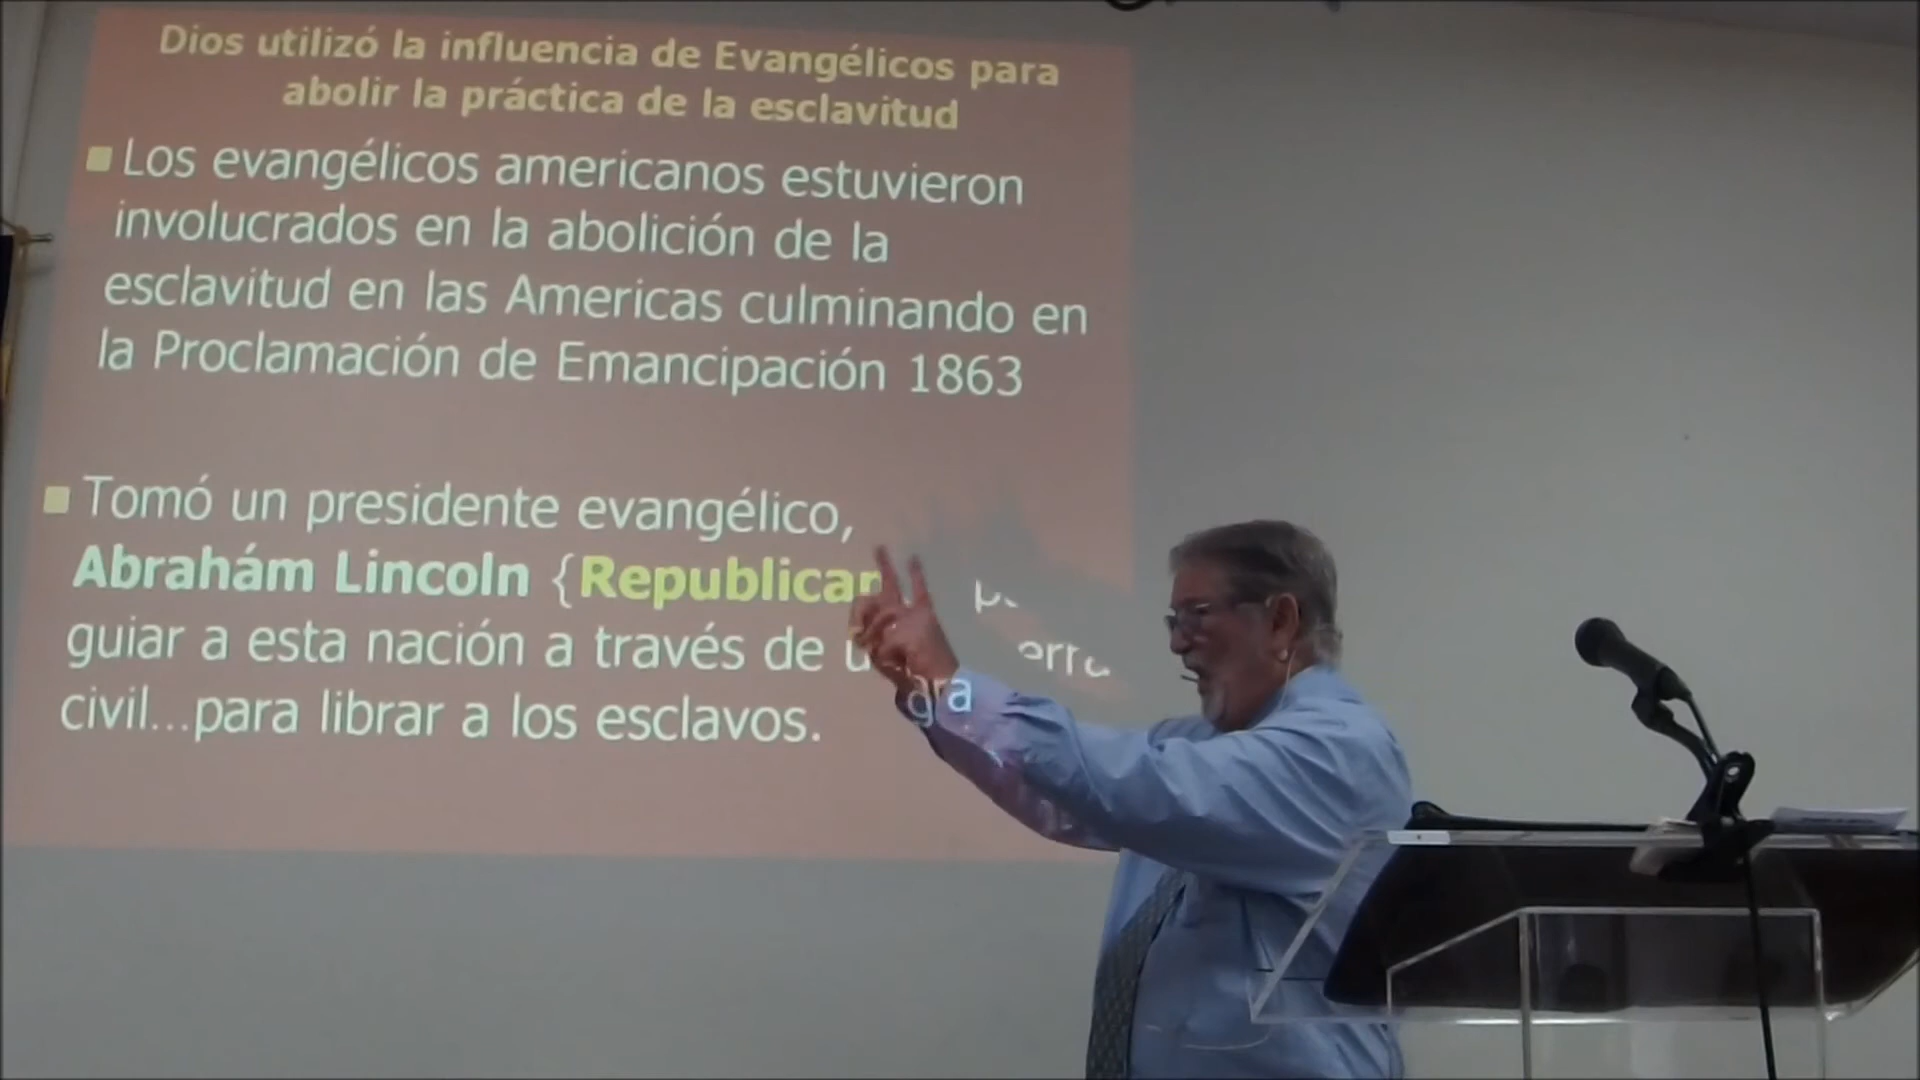 Dios utilizó la influencia de Evangélicos para
abolir la práctica de la esclavitud
Los evangélicos americanos estuvieron
involucrados en la abolición de la
esclavitud en las Americas culminando en
la Proclamación de Emancipación 1863
Tomó un presidente evangélico,
Abrahám Lincoln {Republican
guiar a esta nación a través de
civil...para librar a los esclavos.